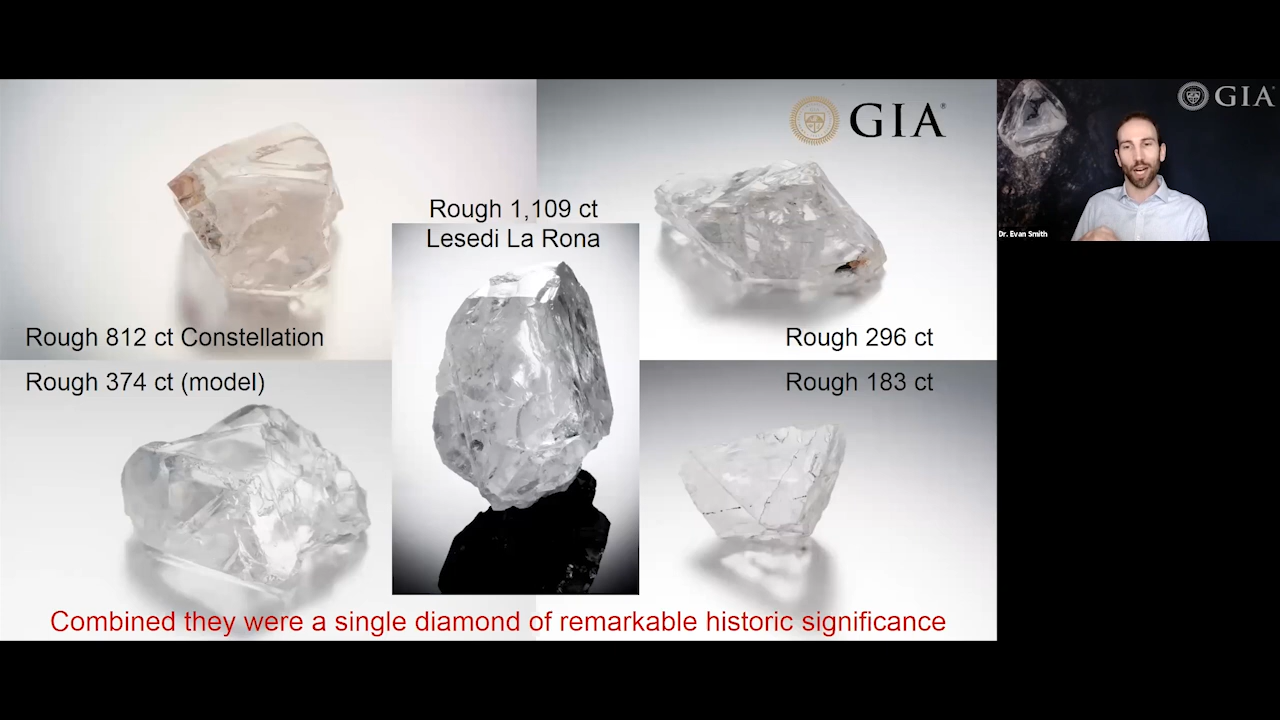 GIA®
Rough 1,109 ct
Lesedi La Rona
Rough 812 ct Constellation
Rough 296 ct
Rough 374 ct (model)
Rough 183 ct
Combined they were a single diamond of remarkable historic significance
GIA
Dr. Evan Smith